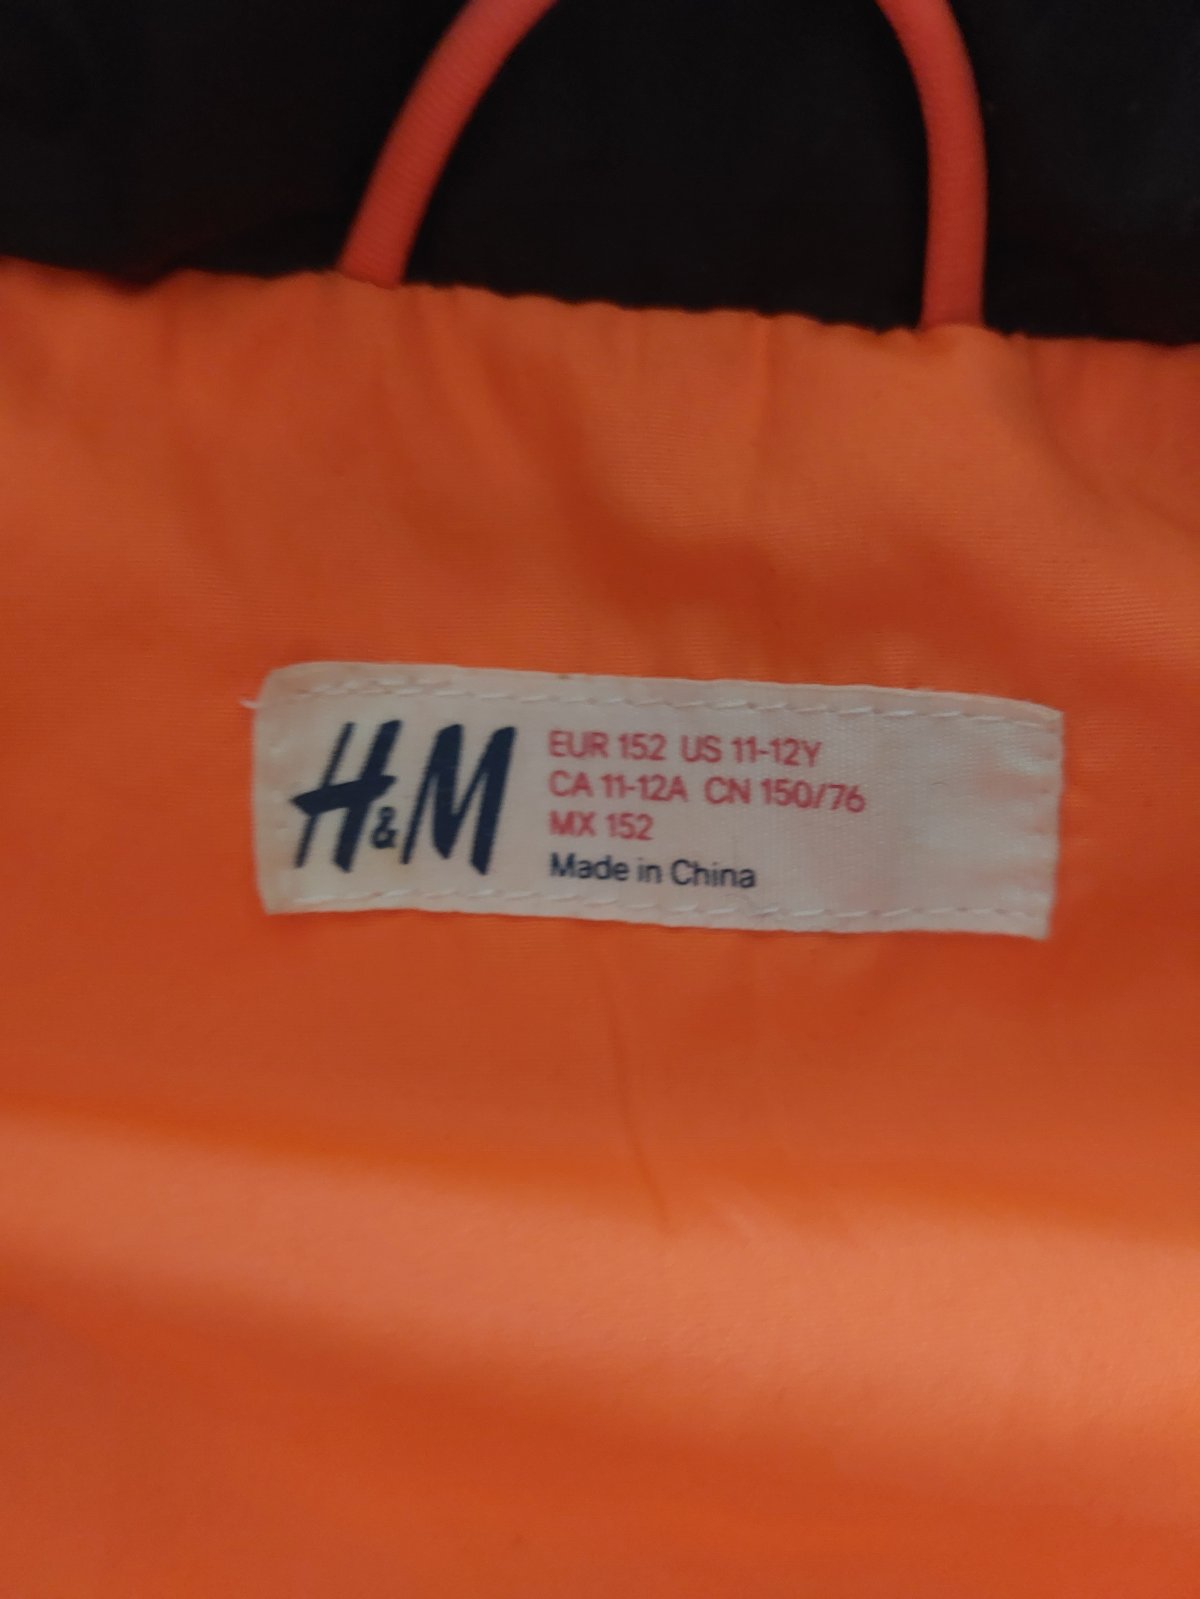 H&M
EUR 152 US 11-12Y
CA 11-12A CN 150/76
MX 152
Made in China